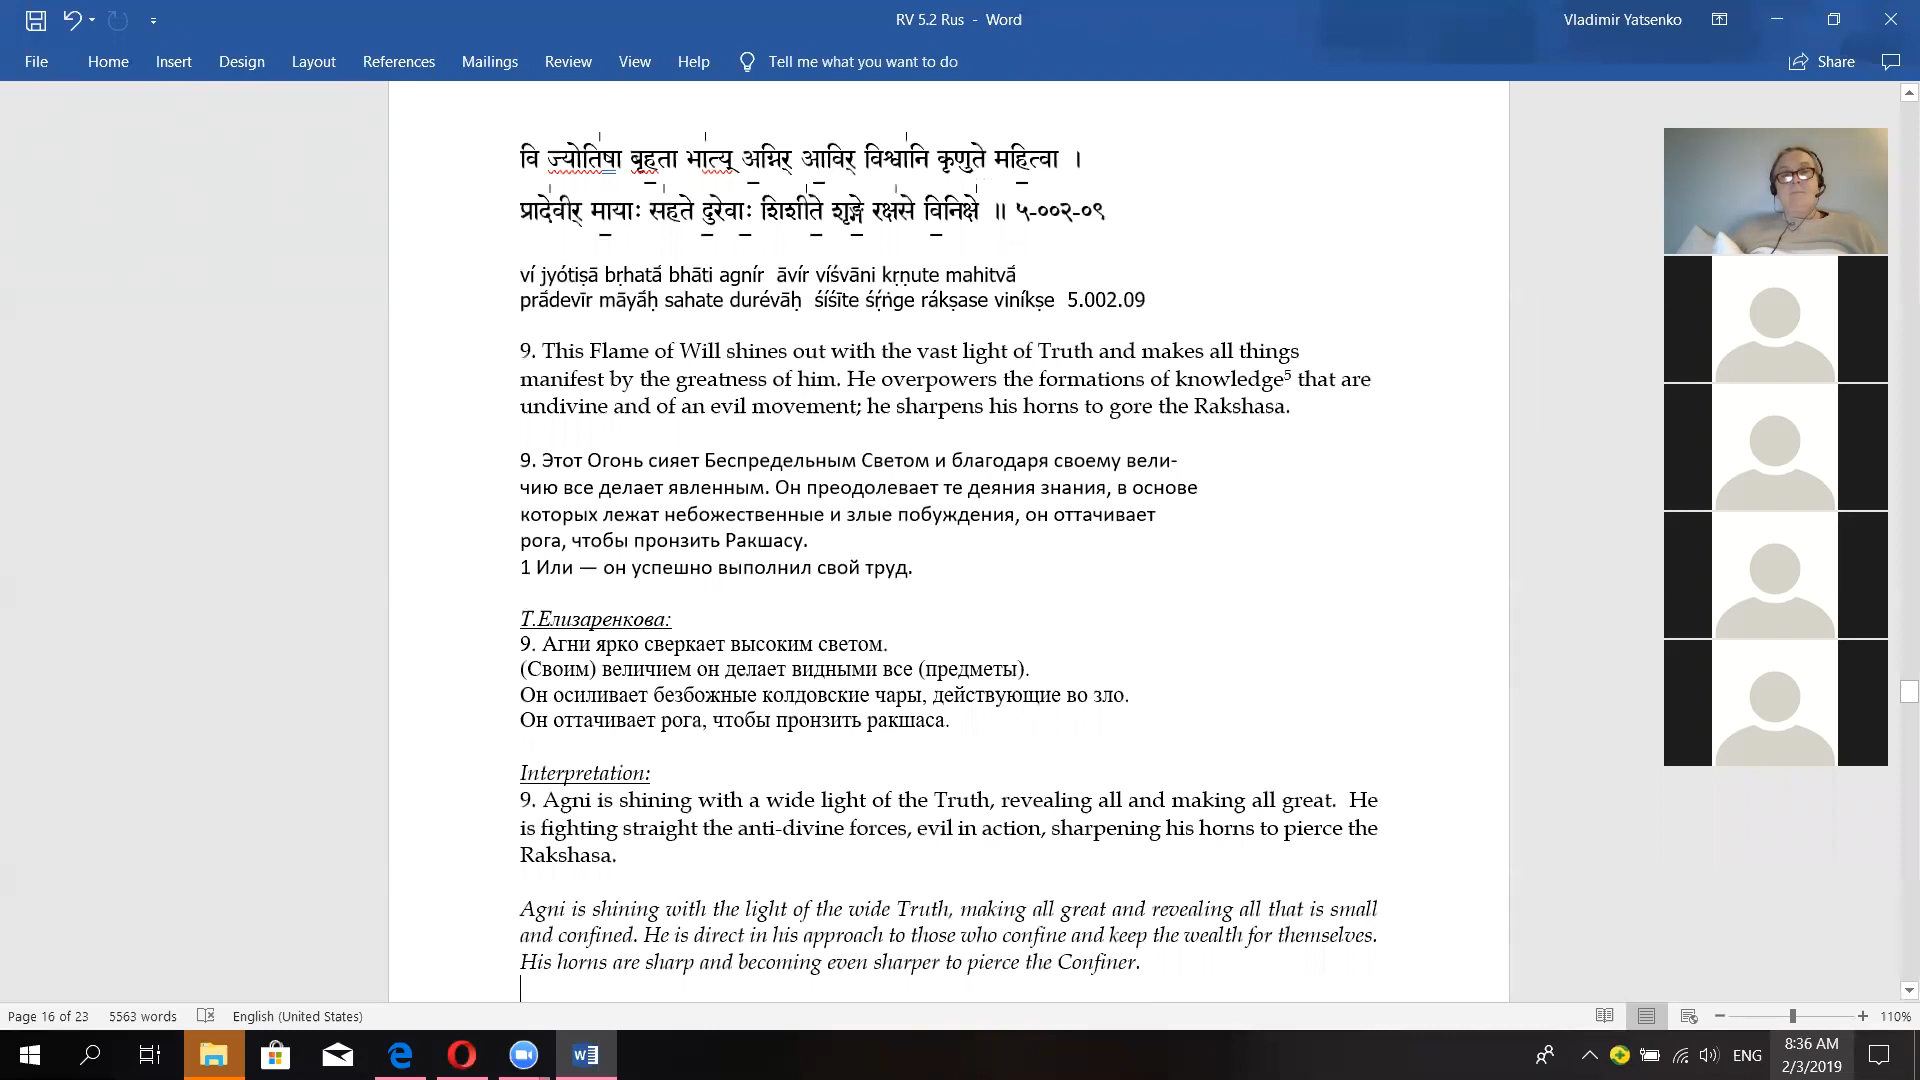 RV 5.2 Rus - Word
Vladimir Yatsenko
File Home Insert Design Layout References Mailings Review View Help Tell me what you want to do Share
वि ज्योति॑षा बृह॒ता भा॑त्य् अ॒ग्निर् आ॒विर् विश्वा॑नि कृणुते महि॒त्वा ।
प्रादे॑वीर् मा॒याः स॑हते दु॒रेवाः॒ शिशी॑ते॒ शृङ्गे॒ रक्ष॑से वि॒निक्षे॑ ॥ ५-००२-०९
ví jyótiṣā bṛhatā́ bhāti agnír āvír víśvāni kṛṇute mahitvā́
prā́devīr māyā́ḥ sahate durévāḥ śíśīte śṛ́ṅge rákṣase viníkṣe 5.002.09
9. This Flame of Will shines out with the vast light of Truth and makes all things
manifest by the greatness of him. He overpowers the formations of knowledge⁵ that are
undivine and of an evil movement; he sharpens his horns to gore the Rakshasa.
9. Этот Огонь сияет Беспредельным Светом и благодаря своему вели-
чию все делает явленным. Он преодолевает те деяния знания, в основе
которых лежат небожественные и злые побуждения, он оттачивает
рога, чтобы пронзить Ракшасу.
1 Или — он успешно выполнил свой труд.
Т.Елизаренкова:
9. Агни ярко сверкает высоким светом.
(Своим) величием он делает видными все (предметы).
Он осиливает безбожные колдовские чары, действующие во зло.
Он оттачивает рога, чтобы пронзить ракшаса.
Interpretation:
9. Agni is shining with a wide light of the Truth, revealing all and making all great. He
is fighting straight the anti-divine forces, evil in action, sharpening his horns to pierce the
Rakshasa.
Agni is shining with the light of the wide Truth, making all great and revealing all that is small
and confined. He is direct in his approach to those who confine and keep the wealth for themselves.
His horns are sharp and becoming even sharper to pierce the Confiner.
Page 16 of 23 5563 words English (United States) 110%
ENG
8:36 AM
2/3/2019